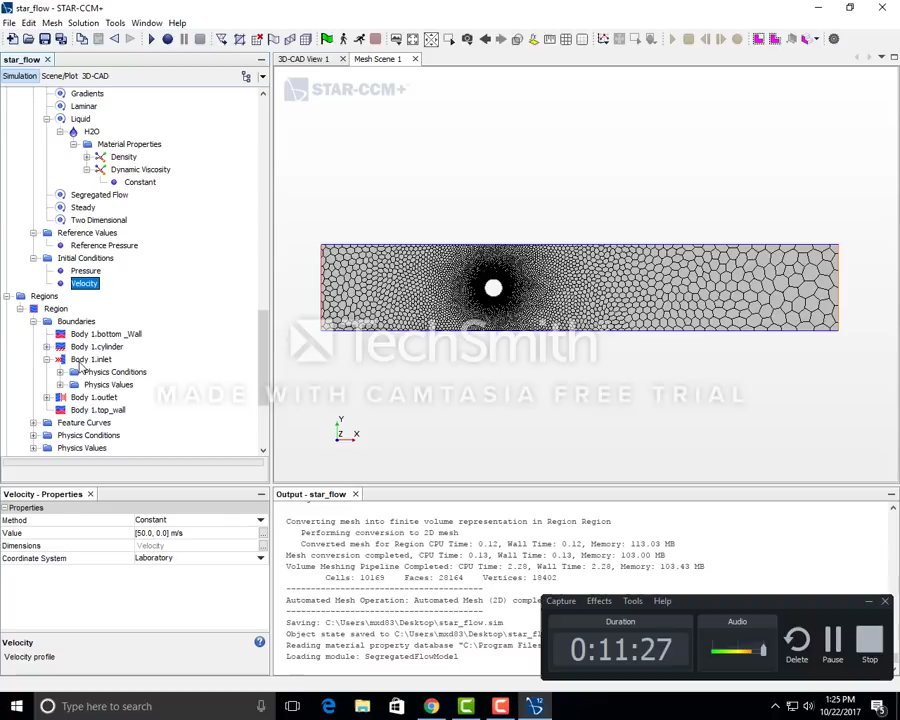 star_flow - STAR-CCM+
File Edit Mesh Solution Tools Window Help
star_flow
3D-CAD View 1
Mesh Scene 1
Simulation Scene/Plot 3D-CAD
STAR-CCM+
Gradients
Laminar
Liquid
H2O
Material Properties
Density
Dynamic Viscosity
Constant
Segregated Flow
Steady
Two Dimensional
Reference Values
Reference Pressure
Initial Conditions
Pressure
Velocity
Regions
Region
Boundaries
Body 1.bottom _Wall
Body 1.cylinder
Body 1.inlet
Physics Conditions
Physics Values
Body 1.outlet
Body 1.top_wall
Feature Curves
Physics Conditions
Physics Values
TechSmith
MADE WITH CAMTASIA FREE TRIAL
Y
Z X
Velocity - Properties
Properties
Method Constant
Value [50.0, 0.0] m/s
Dimensions Velocity
Coordinate System Laboratory
Velocity
Velocity profile
Output - star_flow
Converting mesh into finite volume representation in Region Region
Performing conversion to 2D mesh
Converted mesh for Region CPU Time: 0.12, Wall Time: 0.12, Memory: 113.03 MB
Mesh conversion completed, CPU Time: 0.13, Wall Time: 0.13, Memory: 103.00 MB
Volume Meshing Pipeline Completed: CPU Time: 2.28, Wall Time: 2.28, Memory: 103.43 MB
Cells: 10169 Faces: 28164 Vertices: 18402
Automated Mesh Operation: Automated Mesh (2D) comple
Saving: C:\Users\mxd83\Desktop\star_flow.sim
Object state saved to C:\Users\mxd83\Desktop\star_f
Reading material property database "C:\Program Files
Loading module: SegregatedFlowModel
Capture Effects Tools Help
Duration
0:11:27
Audio
Delete
Pause
Stop
Type here to search
12
1:25 PM
10/22/2017
5